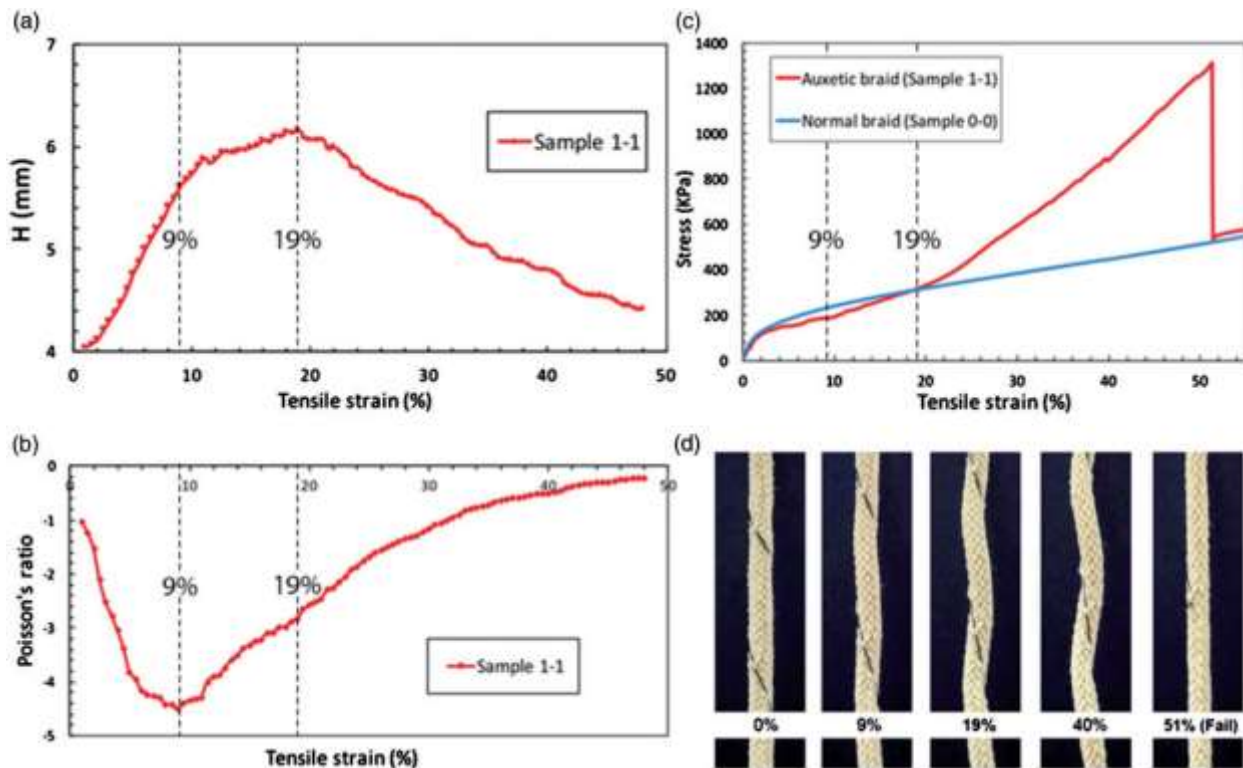 (a)
7
6
5
4
H (mm)
9%
19%
Sample 1-1
0 10 20 30 40 50
Tensile strain (%)
(b)
0
-1
-2
-3
-4
-5
Poisson's ratio
0 10 20 30 40 50
9%
19%
Sample 1-1
Tensile strain (%)
(c)
1400
1200
1000
800
600
400
200
0
Stress (KPa)
Auxetic braid (Sample 1-1)
Normal braid (Sample 0-0)
9%
19%
0 10 20 30 40 50
Tensile strain (%)
(d)
0% 9% 19% 40% 51% (Fail)